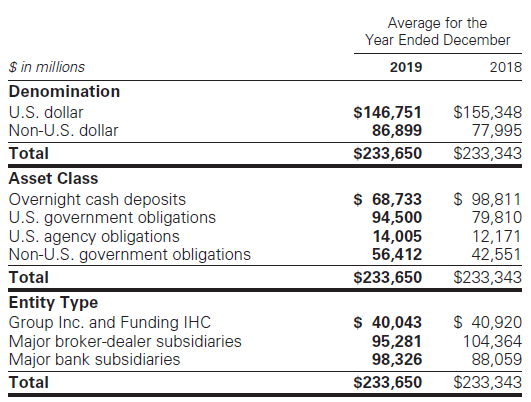 Average for the
Year Ended December
$ in millions 2019 2018
Denomination
U.S. dollar $146,751 $155,348
Non-U.S. dollar 86,899 77,995
Total $233,650 $233,343
Asset Class
Overnight cash deposits $ 68,733 $ 98,811
U.S. government obligations 94,500 79,810
U.S. agency obligations 14,005 12,171
Non-U.S. government obligations 56,412 42,551
Total $233,650 $233,343
Entity Type
Group Inc. and Funding IHC $ 40,043 $ 40,920
Major broker-dealer subsidiaries 95,281 104,364
Major bank subsidiaries 98,326 88,059
Total $233,650 $233,343